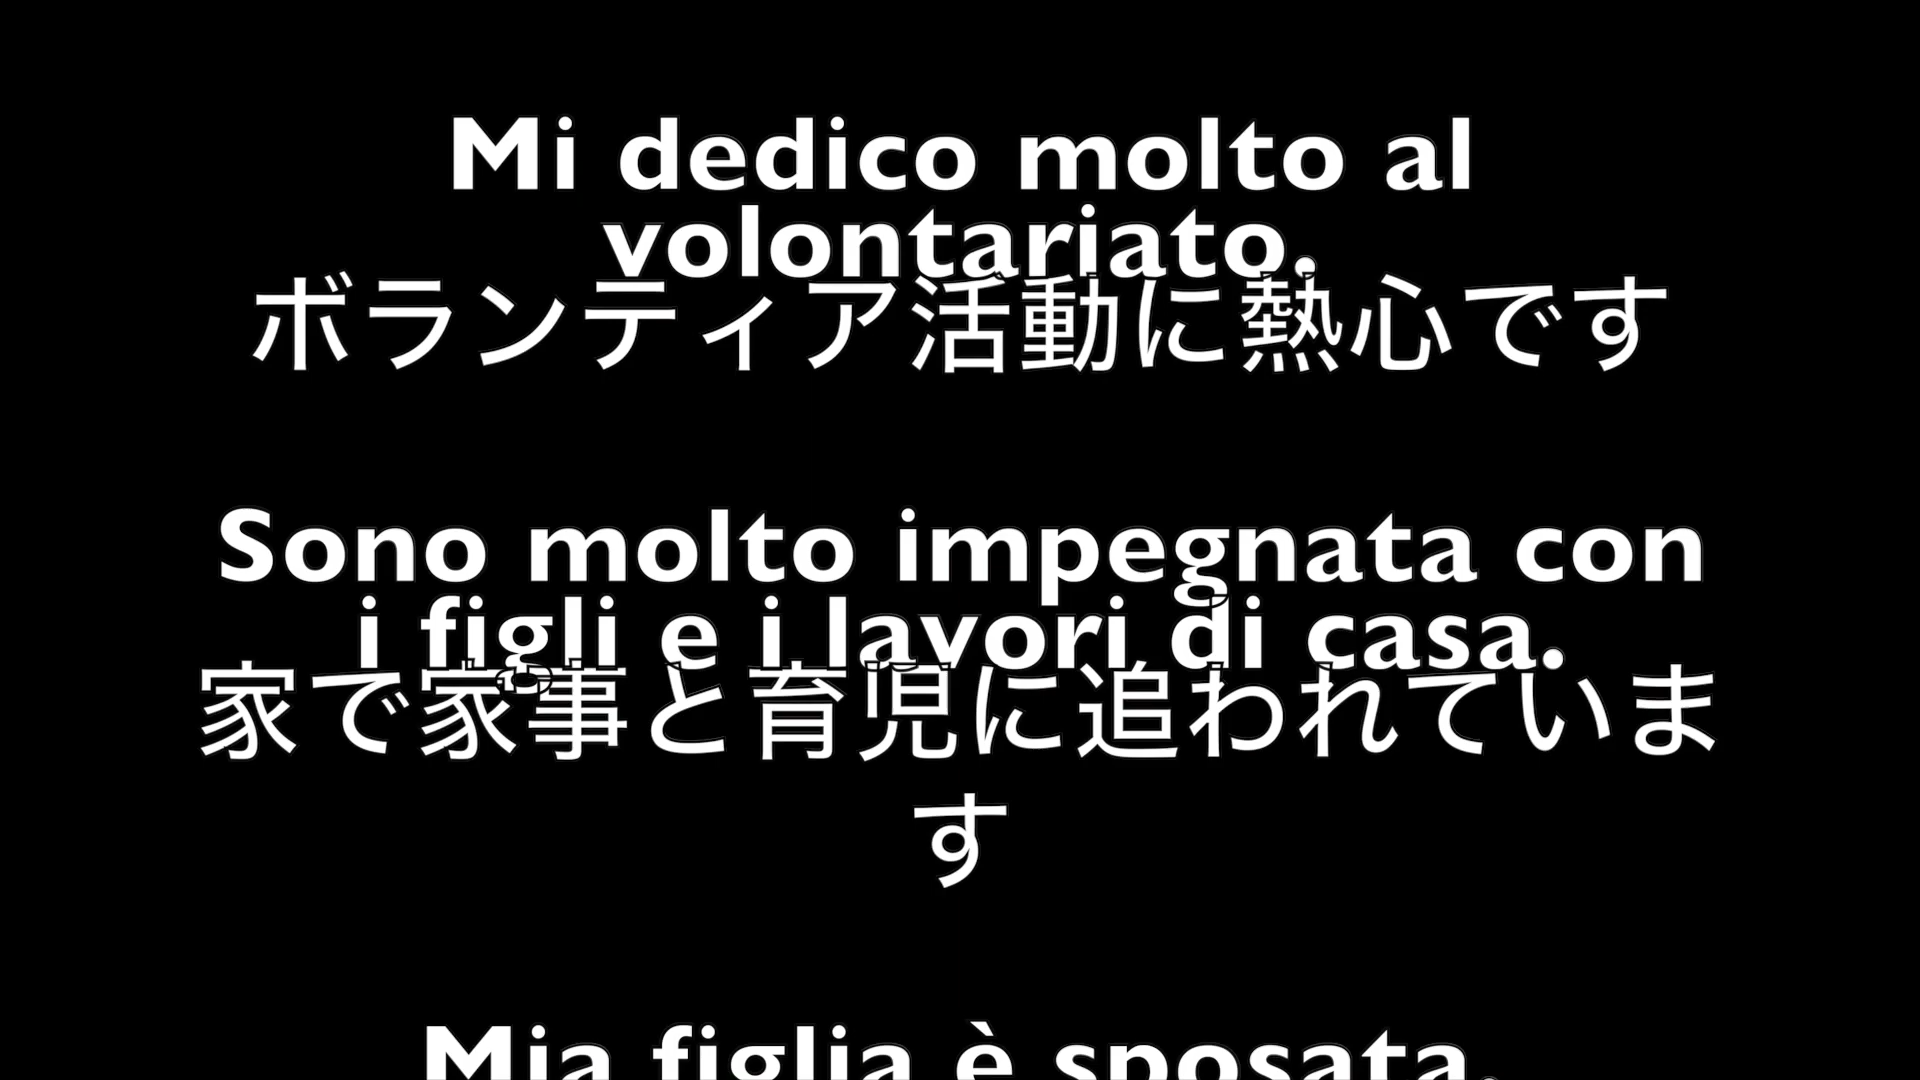 Mi dedico molto al
volontariato.
ボランティア活動に熱心です
Sono molto impegnata con
i figli e i lavori di casa.
家で家事と育児に追われていま
す
Mia figlia è sposata.